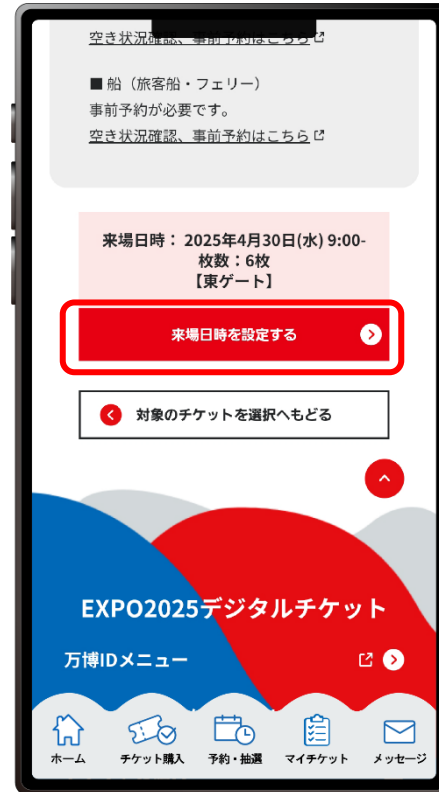 空き状況確認、事前予約はこちら
■ 船（旅客船・フェリー）
事前予約が必要です。
空き状況確認、事前予約はこちら
来場日時： 2025年4月30日(水) 9:00-
枚数：6枚
【東ゲート】
来場日時を設定する
対象のチケットを選択へもどる
EXPO2025デジタルチケット
万博IDメニュー
ホーム チケット購入 予約・抽選 マイチケット メッセージ